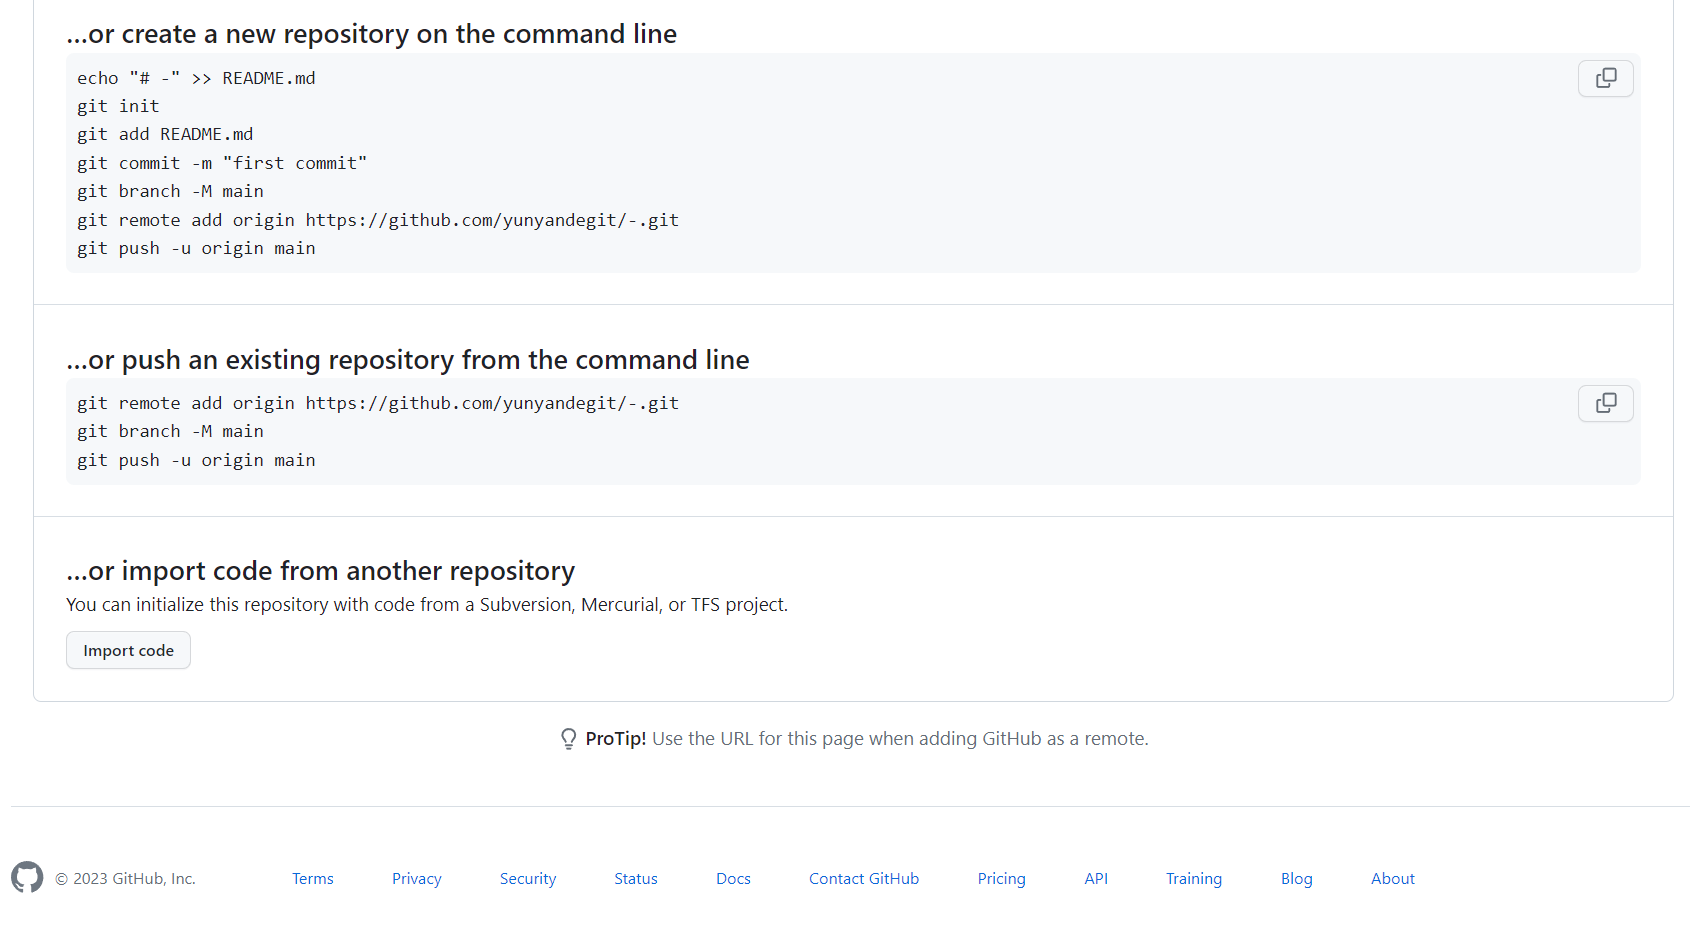 ...or create a new repository on the command line
echo "# -" >> README.md
git init
git add README.md
git commit -m "first commit"
git branch -M main
git remote add origin https://github.com/yunyandegit/-.git
git push -u origin main
...or push an existing repository from the command line
git remote add origin https://github.com/yunyandegit/-.git
git branch -M main
git push -u origin main
...or import code from another repository
You can initialize this repository with code from a Subversion, Mercurial, or TFS project.
Import code
ProTip! Use the URL for this page when adding GitHub as a remote.
© 2023 GitHub, Inc. Terms Privacy Security Status Docs Contact GitHub Pricing API Training Blog About